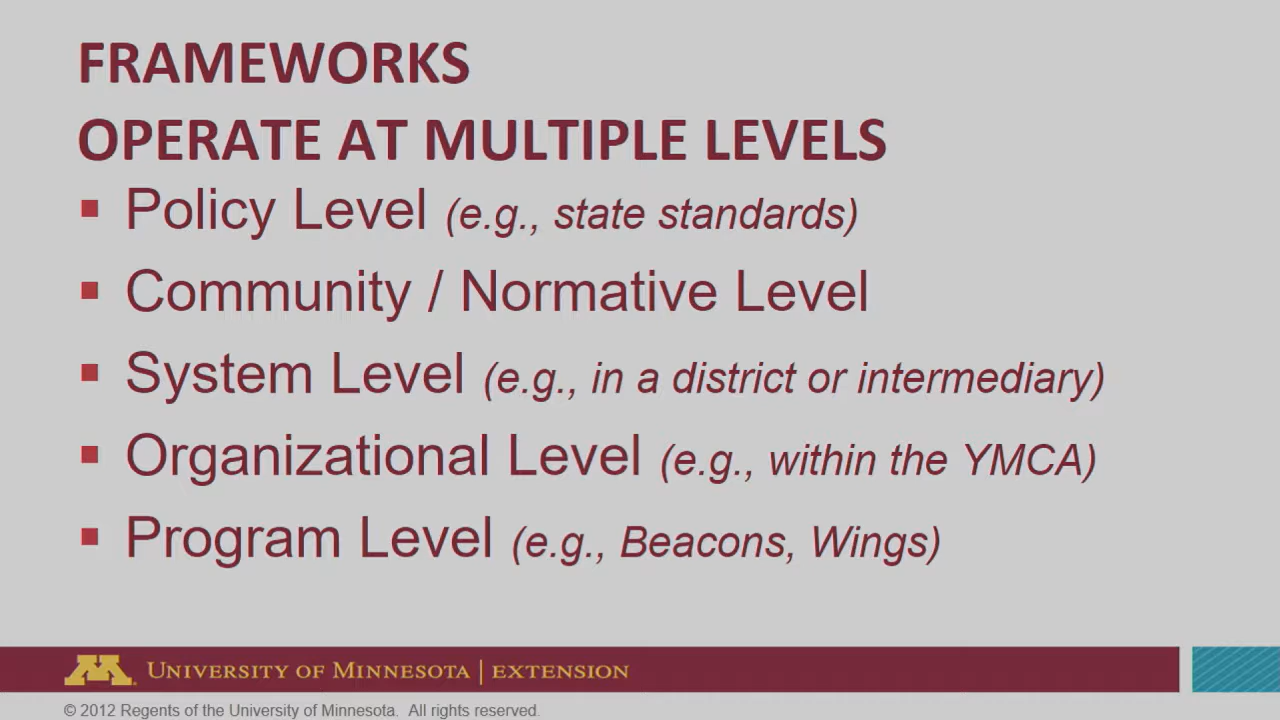 FRAMEWORKS
OPERATE AT MULTIPLE LEVELS
▪ Policy Level (e.g., state standards)
▪ Community / Normative Level
▪ System Level (e.g., in a district or intermediary)
▪ Organizational Level (e.g., within the YMCA)
▪ Program Level (e.g., Beacons, Wings)
M UNIVERSITY OF MINNESOTA | EXTENSION
© 2012 Regents of the University of Minnesota. All rights reserved.